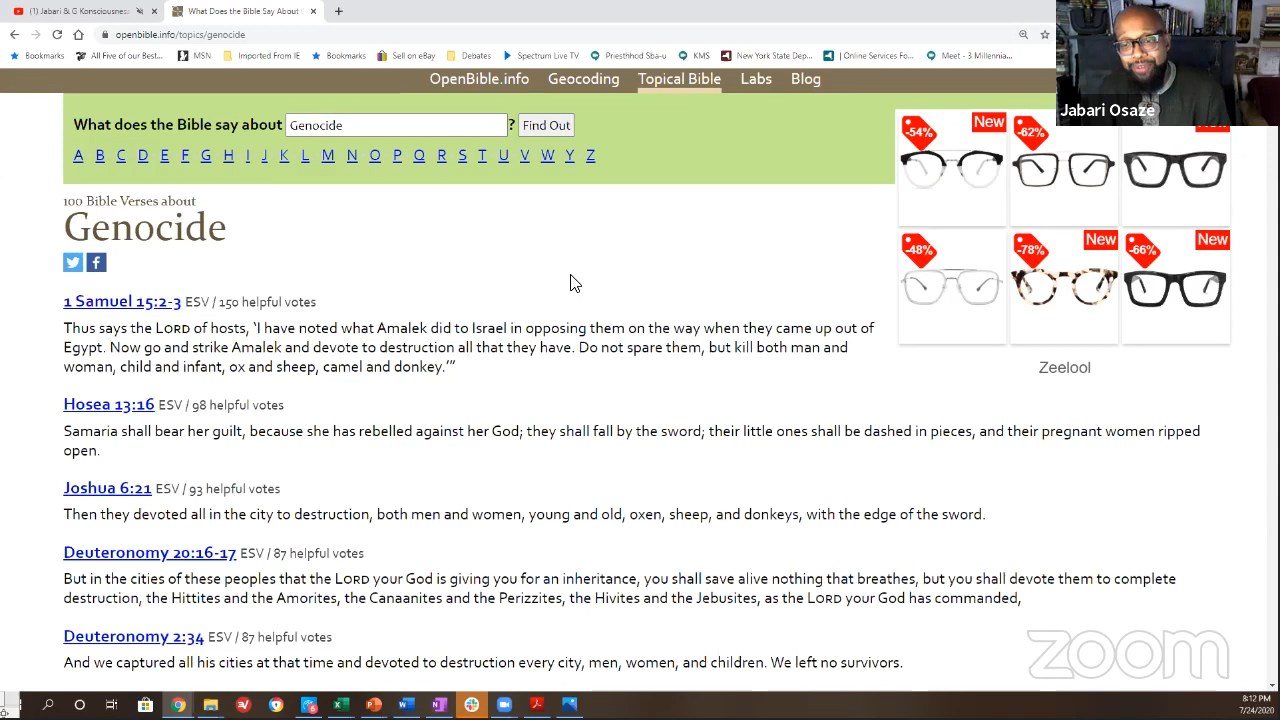 (1) Jabari & G Konsciousness
What Does the Bible Say About G
openbible.info/topics/genocide
Bookmarks All Five of our Best... MSN Imported From IE Bookmarks Sell on eBay Debates Spectrum Live TV Priesthhod Sba-u KMS New York State Dep... | Online Services Fo... Meet - 3 Millennia...
OpenBible.info Geocoding Topical Bible Labs Blog
Jabari Osaze
What does the Bible say about Genocide ? Find Out
A B C D E F G H I J K L M N O P Q R S T U V W Y Z
-54% New -62%
100 Bible Verses about
Genocide
-48% -78% New -66% New
Zeelool
1 Samuel 15:2-3 ESV / 150 helpful votes
Thus says the LORD of hosts, ‘I have noted what Amalek did to Israel in opposing them on the way when they came up out of
Egypt. Now go and strike Amalek and devote to destruction all that they have. Do not spare them, but kill both man and
woman, child and infant, ox and sheep, camel and donkey.’”
Hosea 13:16 ESV / 98 helpful votes
Samaria shall bear her guilt, because she has rebelled against her God; they shall fall by the sword; their little ones shall be dashed in pieces, and their pregnant women ripped
open.
Joshua 6:21 ESV / 93 helpful votes
Then they devoted all in the city to destruction, both men and women, young and old, oxen, sheep, and donkeys, with the edge of the sword.
Deuteronomy 20:16-17 ESV / 87 helpful votes
But in the cities of these peoples that the LORD your God is giving you for an inheritance, you shall save alive nothing that breathes, but you shall devote them to complete
destruction, the Hittites and the Amorites, the Canaanites and the Perizzites, the Hivites and the Jebusites, as the LORD your God has commanded,
Deuteronomy 2:34 ESV / 87 helpful votes
And we captured all his cities at that time and devoted to destruction every city, men, women, and children. We left no survivors.
zoom
8:12 PM
7/24/2020